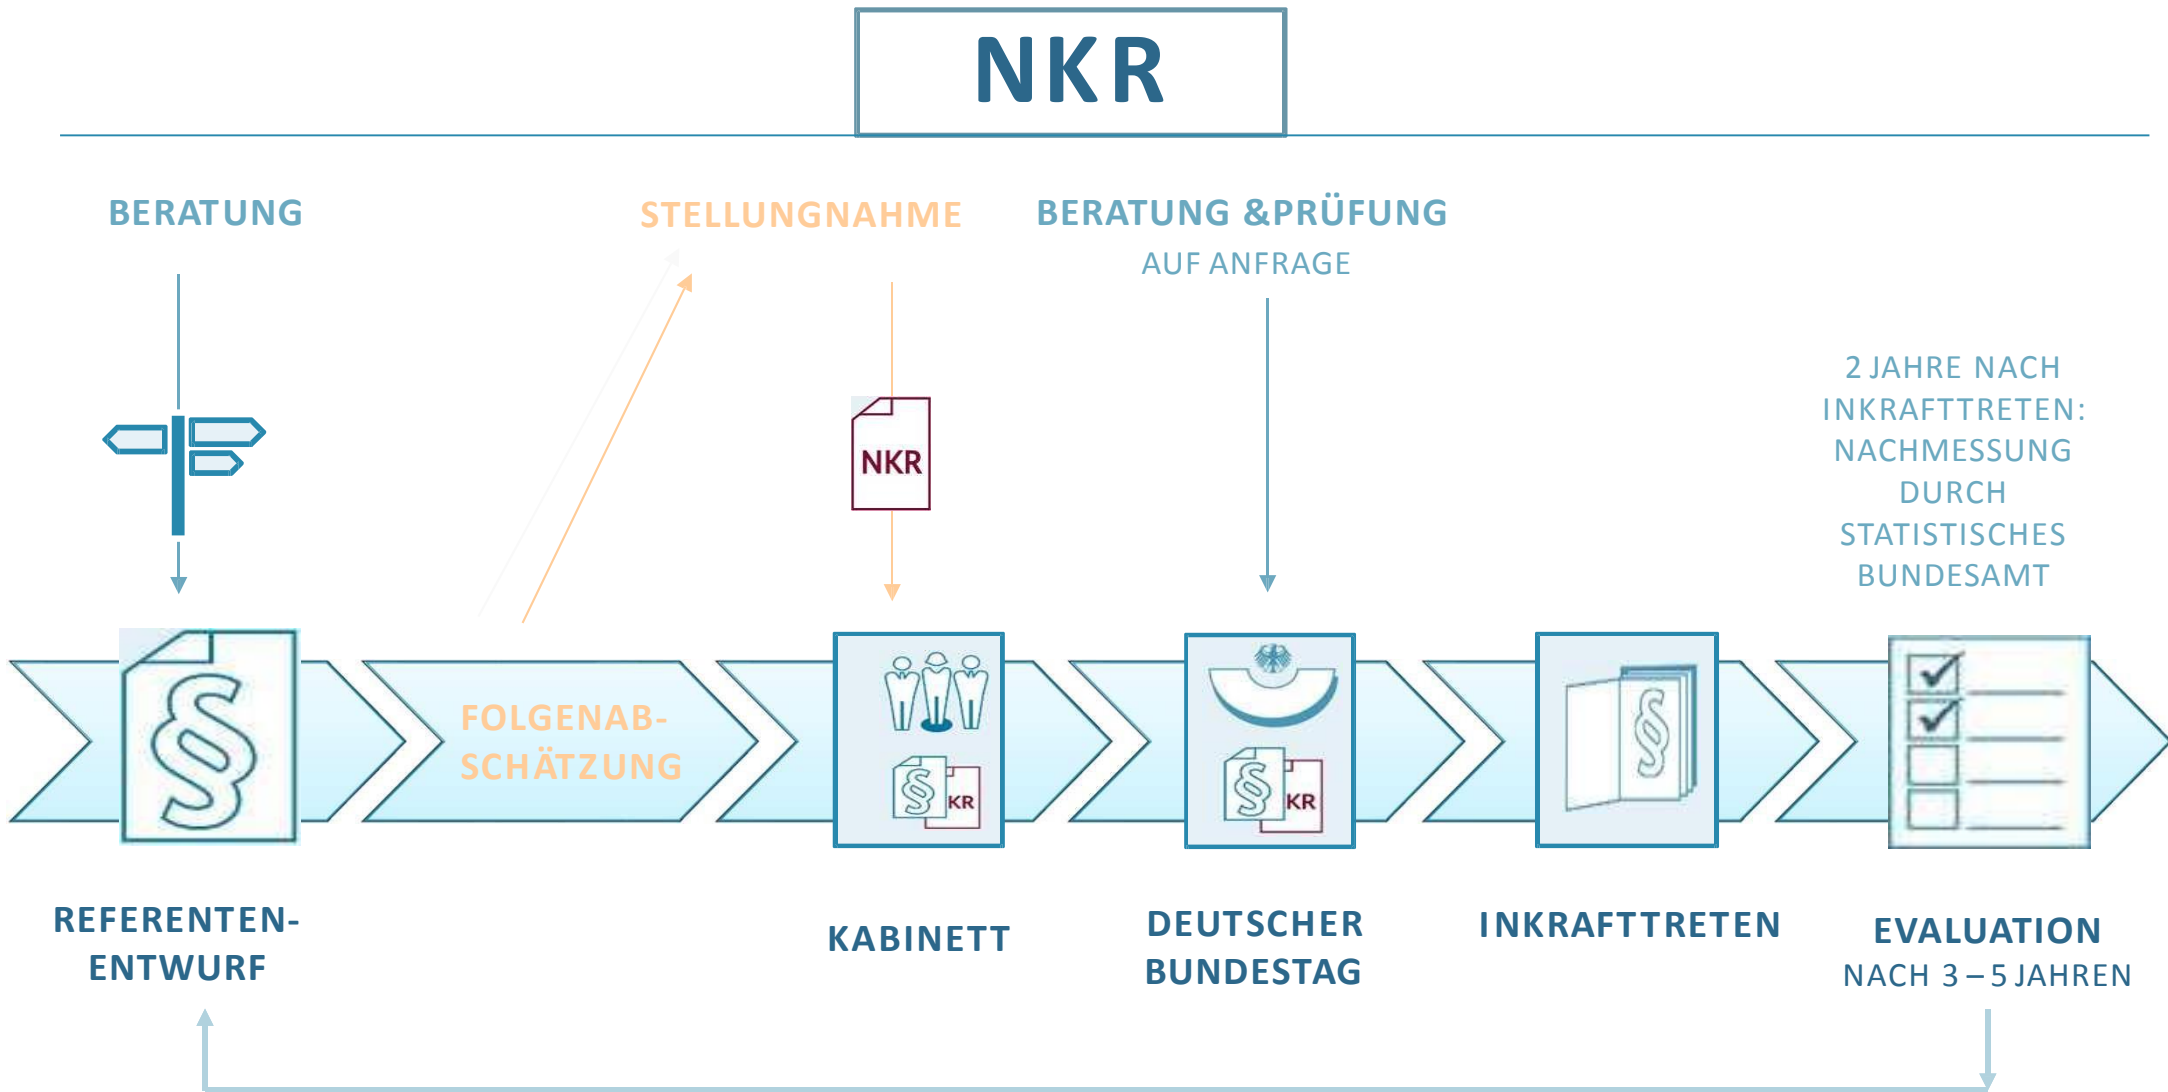 NKR
BERATUNG
STELLUNGNAHME
BERATUNG &PRÜFUNG
AUF ANFRAGE
2 JAHRE NACH
INKRAFTTRETEN:
NACHMESSUNG
DURCH
STATISTISCHES
BUNDESAMT
NKR
§
FOLGENAB-
SCHÄTZUNG
§
KR
§
KR
§
REFERENTEN-
ENTWURF
KABINETT
DEUTSCHER
BUNDESTAG
INKRAFTTRETEN
EVALUATION
NACH 3 – 5 JAHREN